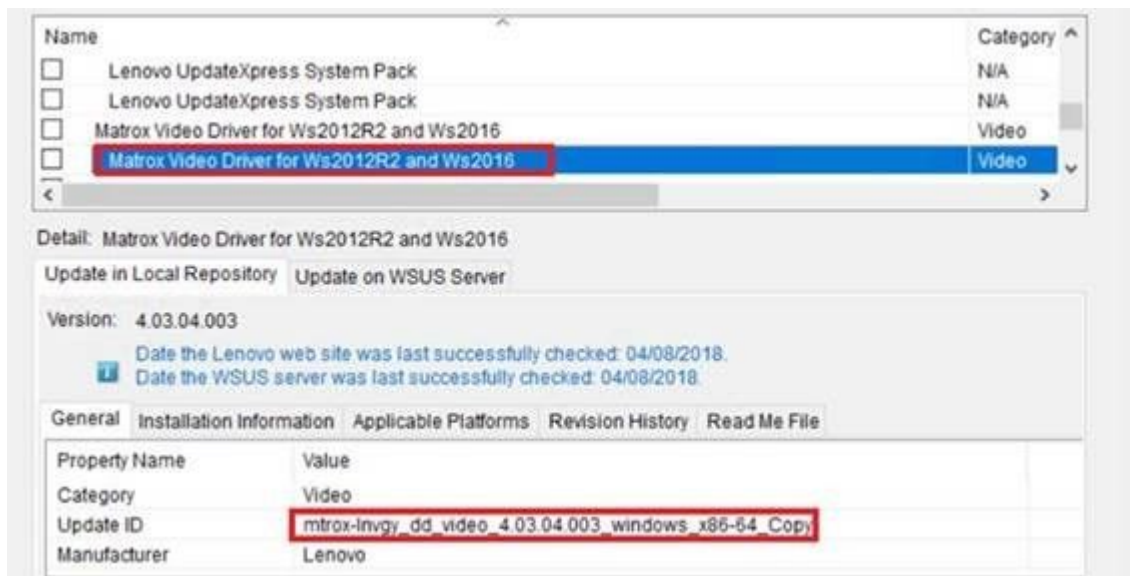 Name Category
Lenovo UpdateXpress System Pack N/A
Lenovo UpdateXpress System Pack N/A
Matrox Video Driver for Ws2012R2 and Ws2016 Video
Matrox Video Driver for Ws2012R2 and Ws2016 Video
Detail: Matrox Video Driver for Ws2012R2 and Ws2016
Update in Local Repository Update on WSUS Server
Version: 4.03.04.003
Date the Lenovo web site was last successfully checked: 04/08/2018.
Date the WSUS server was last successfully checked: 04/08/2018.
General Installation Information Applicable Platforms Revision History Read Me File
Property Name Value
Category Video
Update ID mtrox-lnvgy_dd_video_4.03.04.003_windows_x86-64_Copy
Manufacturer Lenovo